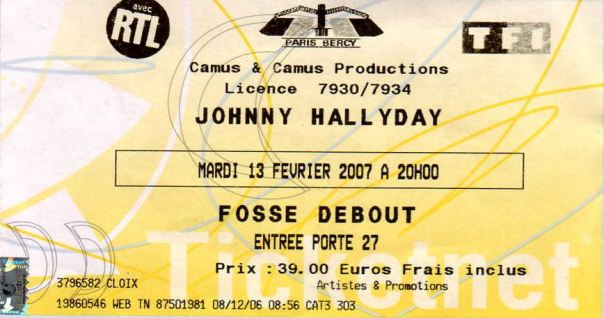 avec
RTL
PARIS BERCY
TF1
Camus & Camus Productions
Licence 7930/7934
JOHNNY HALLYDAY
MARDI 13 FEVRIER 2007 A 20H00
FOSSE DEBOUT
ENTREE PORTE 27
Ticketnet®
Prix : 39.00 Euros Frais inclus
3796582 CLOIX
Artistes & Promotions
19860546 WEB TN 87501981 08/12/06 08:56 CAT3 303